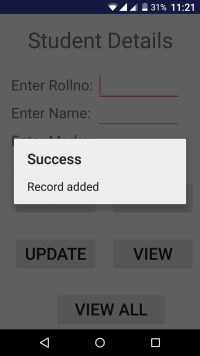 31% 11:21
Student Details
Enter Rollno:
Enter Name:
Success
Record added
UPDATE
VIEW
VIEW ALL